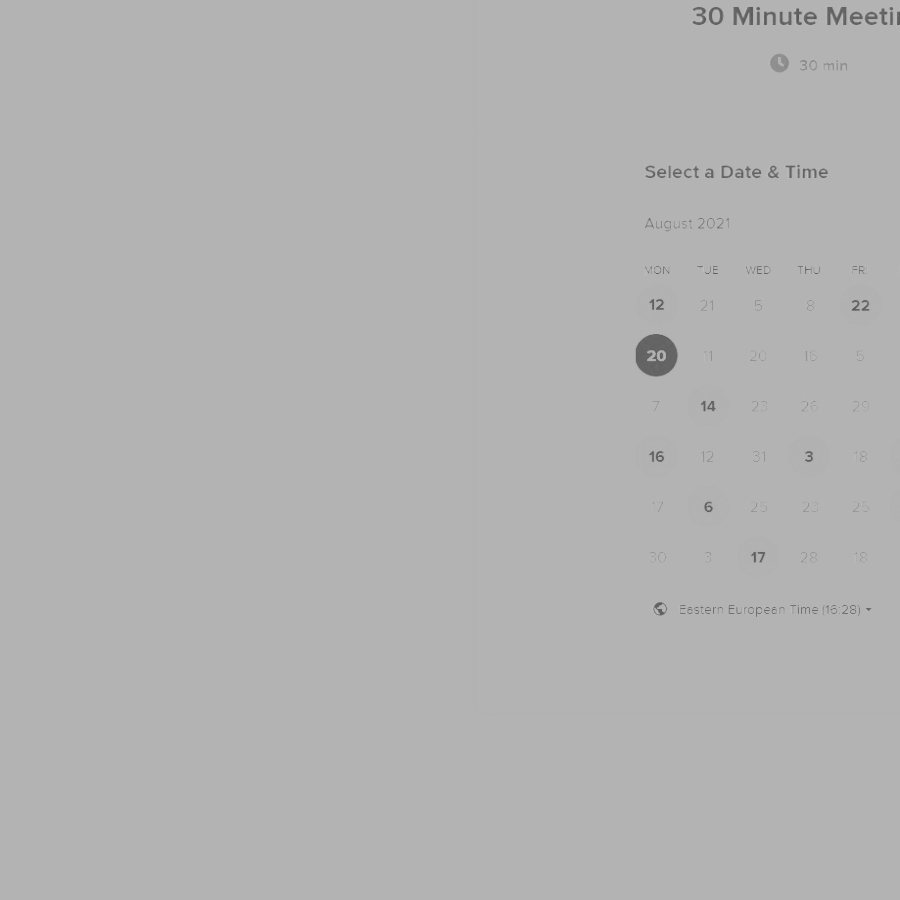 30 Minute Meetin
30 min
Select a Date & Time
August 2021
MON TUE WED THU FRI
12 21 5 8 22
20 11 20 15 5
7 14 23 26 29
16 12 31 3 18
17 6 25 23 25
30 3 17 28 18
Eastern European Time (16:28)